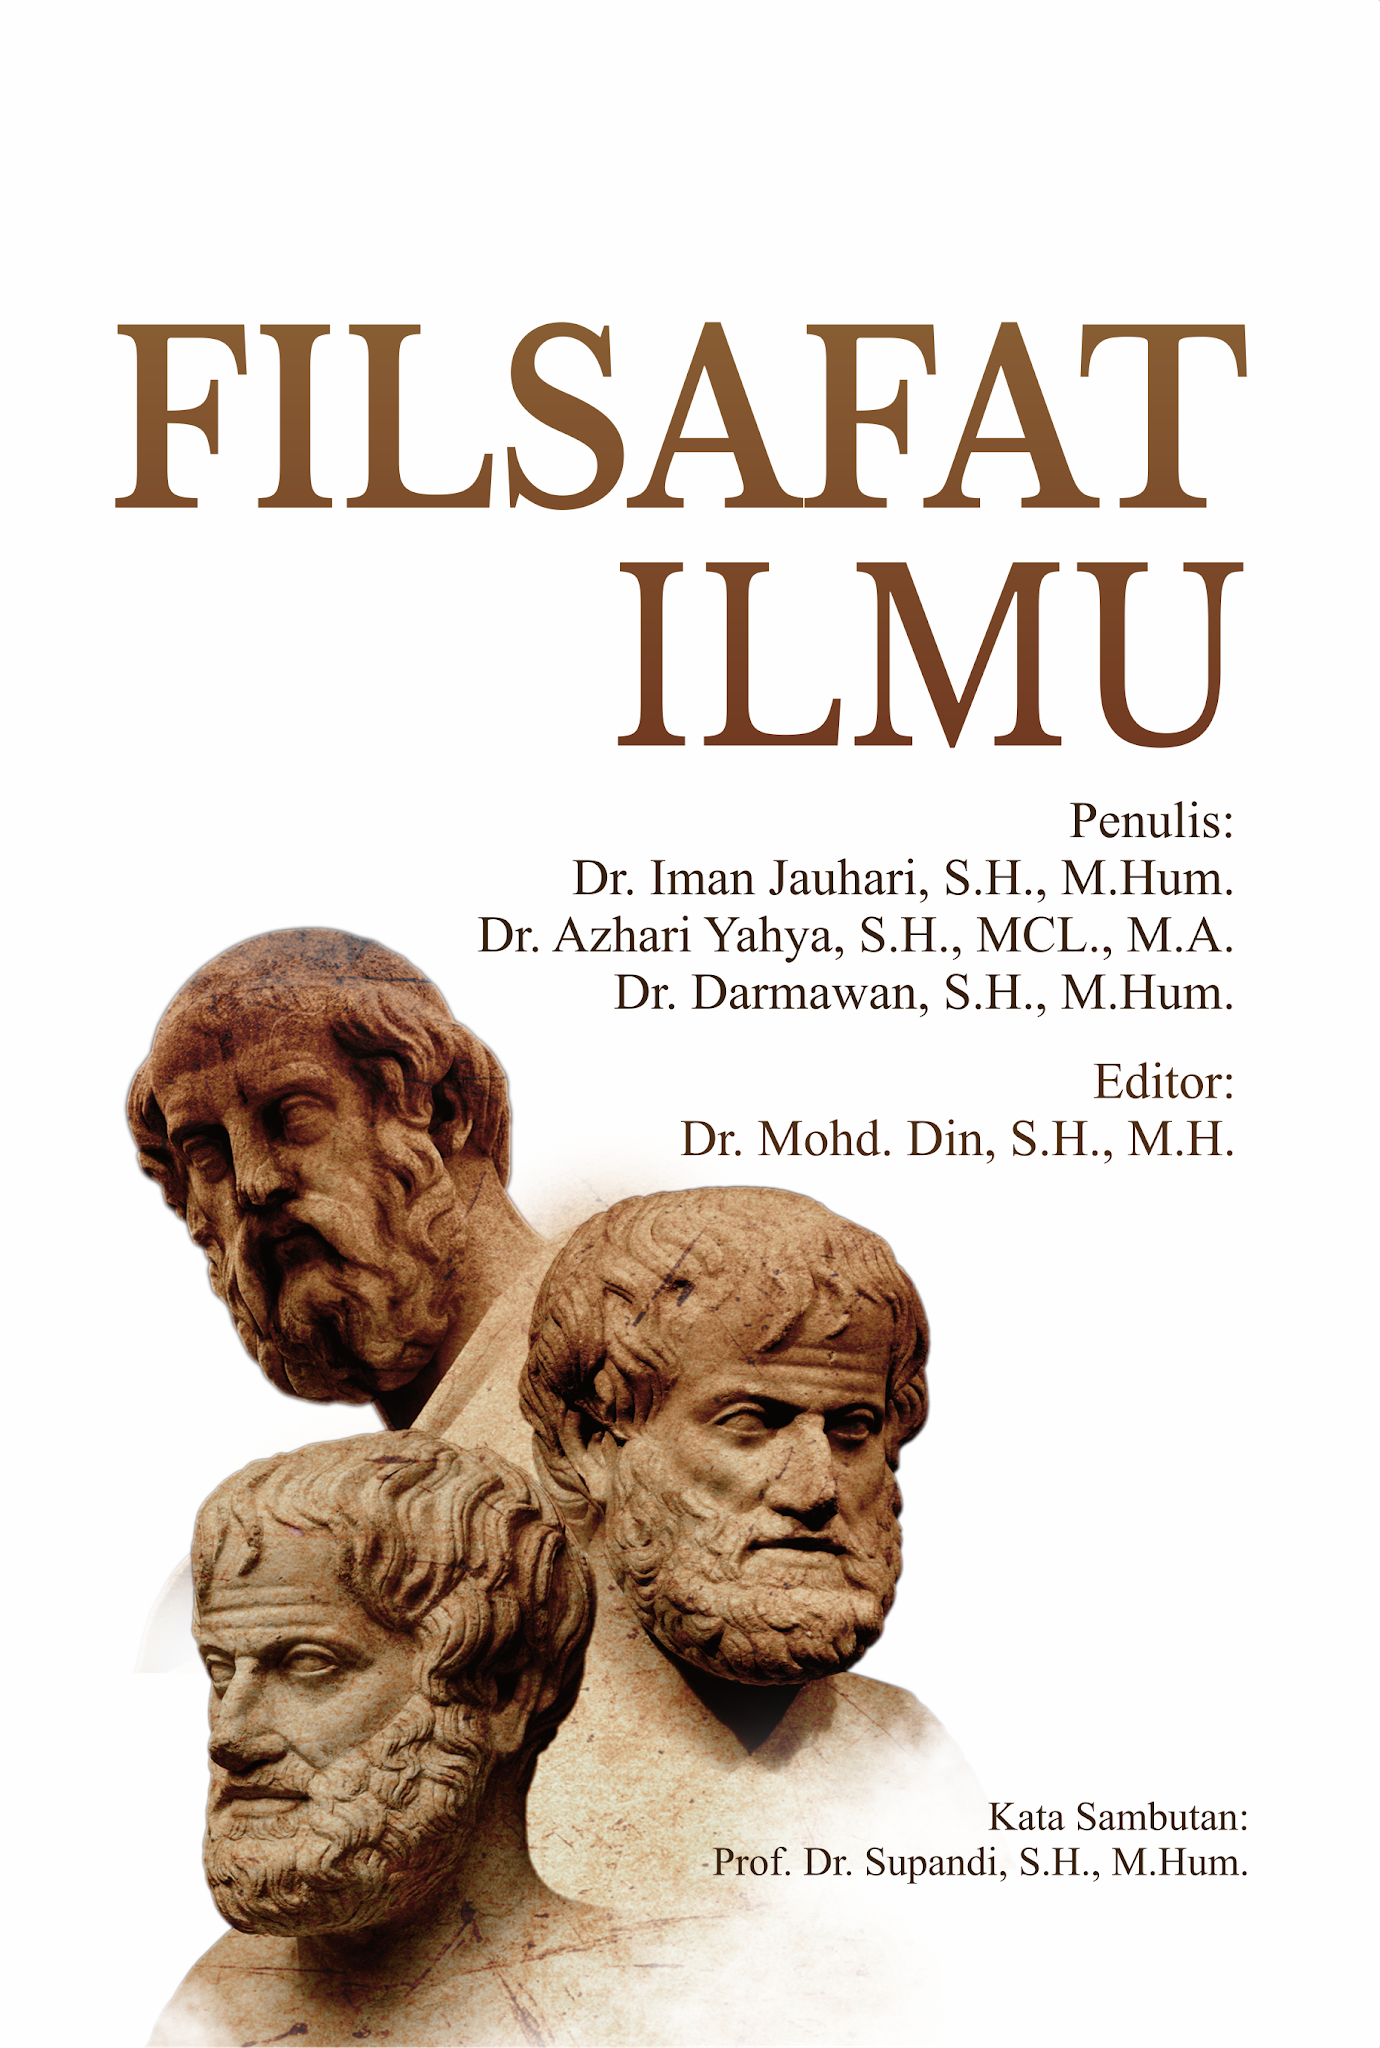 FILSAFAT
ILMU
Penulis:
Dr. Iman Jauhari, S.H., M.Hum.
Dr. Azhari Yahya, S.H., MCL., M.A.
Dr. Darmawan, S.H., M.Hum.
Editor:
Dr. Mohd. Din, S.H., M.H.
Kata Sambutan:
Prof. Dr. Supandi, S.H., M.Hum.